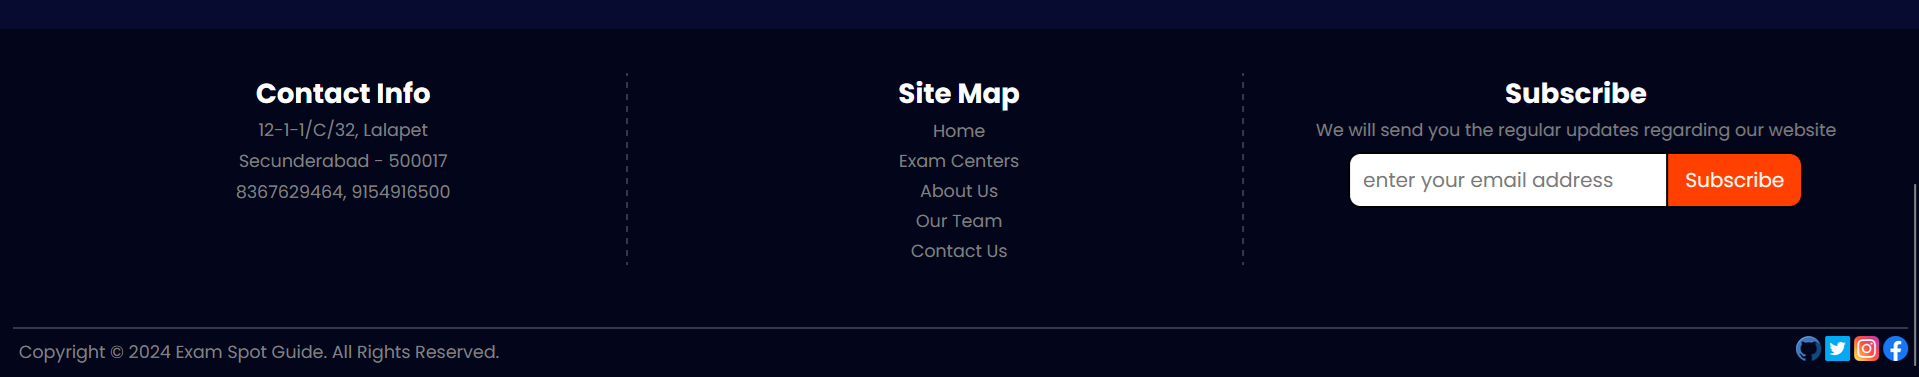 Contact Info
12-1-1/C/32, Lalapet
Secunderabad - 500017
8367629464, 9154916500
Site Map
Home
Exam Centers
About Us
Our Team
Contact Us
Subscribe
We will send you the regular updates regarding our website
enter your email address
Subscribe
Copyright © 2024 Exam Spot Guide. All Rights Reserved.